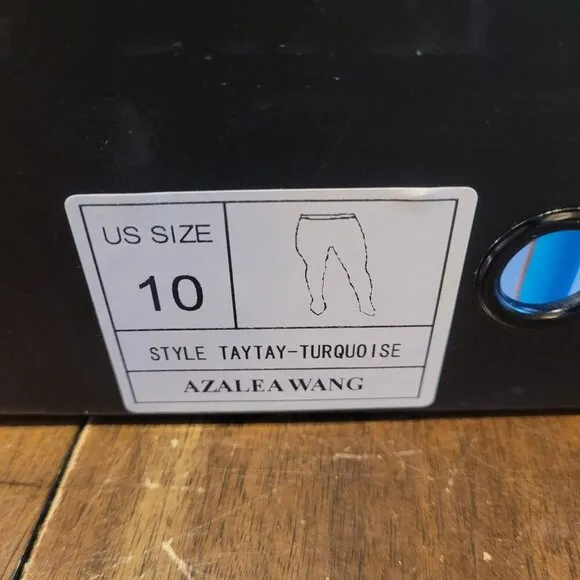 US SIZE
10
STYLE TAYTAY-TURQUOISE
AZALEA WANG